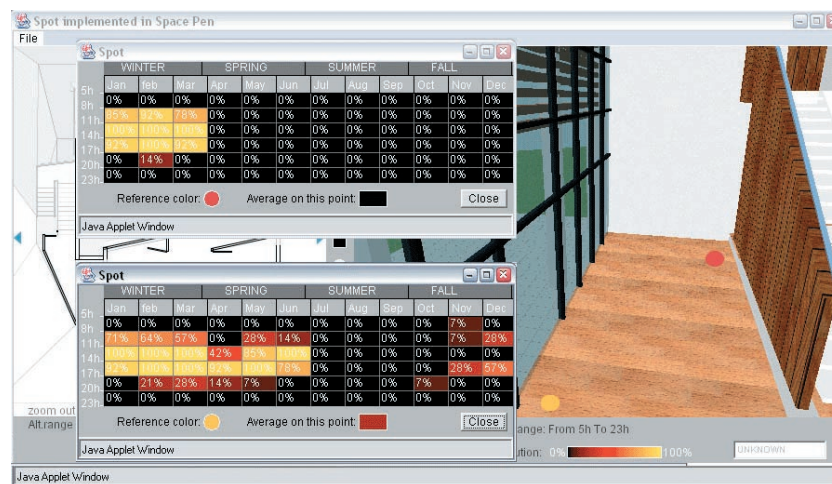 Spot implemented in Space Pen
File
Spot
WINTER SPRING SUMMER FALL
Jan feb Mar Apr May Jun Jul Aug Sep Oct Nov Dec
5h
0% 0% 0% 0% 0% 0% 0% 0% 0% 0% 0% 0%
8h
85% 92% 78% 0% 0% 0% 0% 0% 0% 0% 0% 0%
11h
100% 100% 100% 0% 0% 0% 0% 0% 0% 0% 0% 0%
14h
92% 100% 92% 0% 0% 0% 0% 0% 0% 0% 0% 0%
17h
0% 14% 0% 0% 0% 0% 0% 0% 0% 0% 0% 0%
20h
0% 0% 0% 0% 0% 0% 0% 0% 0% 0% 0% 0%
23h
Reference color: Average on this point: Close
Java Applet Window
Spot
WINTER SPRING SUMMER FALL
Jan feb Mar Apr May Jun Jul Aug Sep Oct Nov Dec
5h
0% 0% 0% 0% 0% 0% 0% 0% 0% 0% 7% 0%
8h
71% 64% 57% 0% 28% 14% 0% 0% 0% 0% 7% 28%
11h
100% 100% 100% 42% 85% 100% 0% 0% 0% 0% 0% 0%
14h
92% 100% 100% 92% 100% 78% 0% 0% 0% 0% 28% 57%
17h
0% 21% 28% 14% 7% 0% 0% 0% 0% 7% 0% 0%
20h
0% 0% 0% 0% 0% 0% 0% 0% 0% 0% 0% 0%
23h
Reference color: Average on this point: Close
Java Applet Window
zoom out
Alt.range
ange: From 5h To 23h
ution: 0% 100% UNKNOWN
Java Applet Window